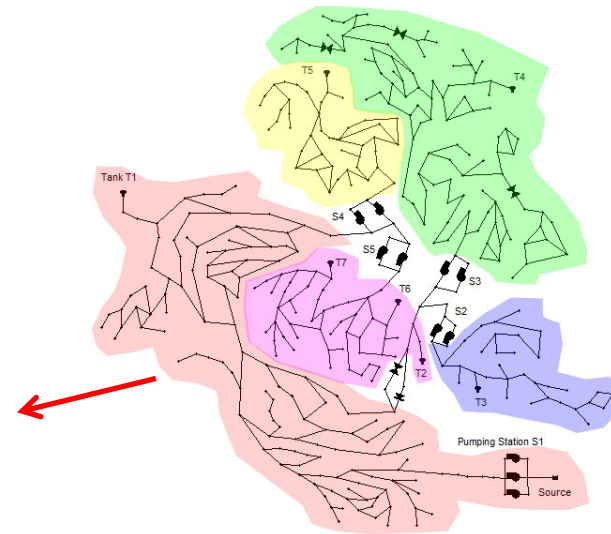 T5
T4
Tank T1
S4
S5
S3
T7
T6
S2
T2
T3
Pumping Station S1
Source